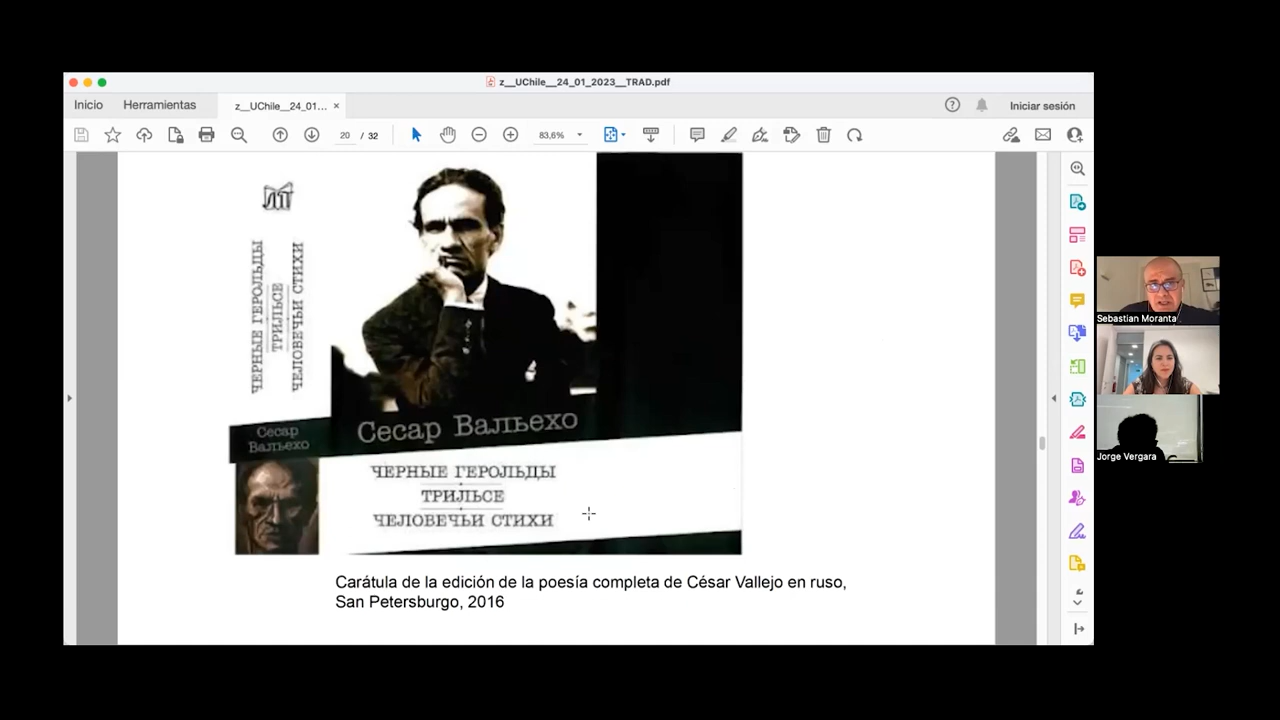 z__UChile__24_01_2023__TRAD.pdf
Inicio
Herramientas
z__UChile__24_01...
×
Iniciar sesión
20 / 32
83,6%
ЛП
ЧЕРНЫЕ ГЕРОЛЬДЫ
ТРИЛЬСЕ
ЧЕЛОВЕЧЬИ СТИХИ
Сесар
Вальехо
Сесар Вальехо
ЧЕРНЫЕ ГЕРОЛЬДЫ
ТРИЛЬСЕ
ЧЕЛОВЕЧЬИ СТИХИ
Carátula de la edición de la poesía completa de César Vallejo en ruso,
San Petersburgo, 2016
Sebastian Moranta
Jorge Vergara